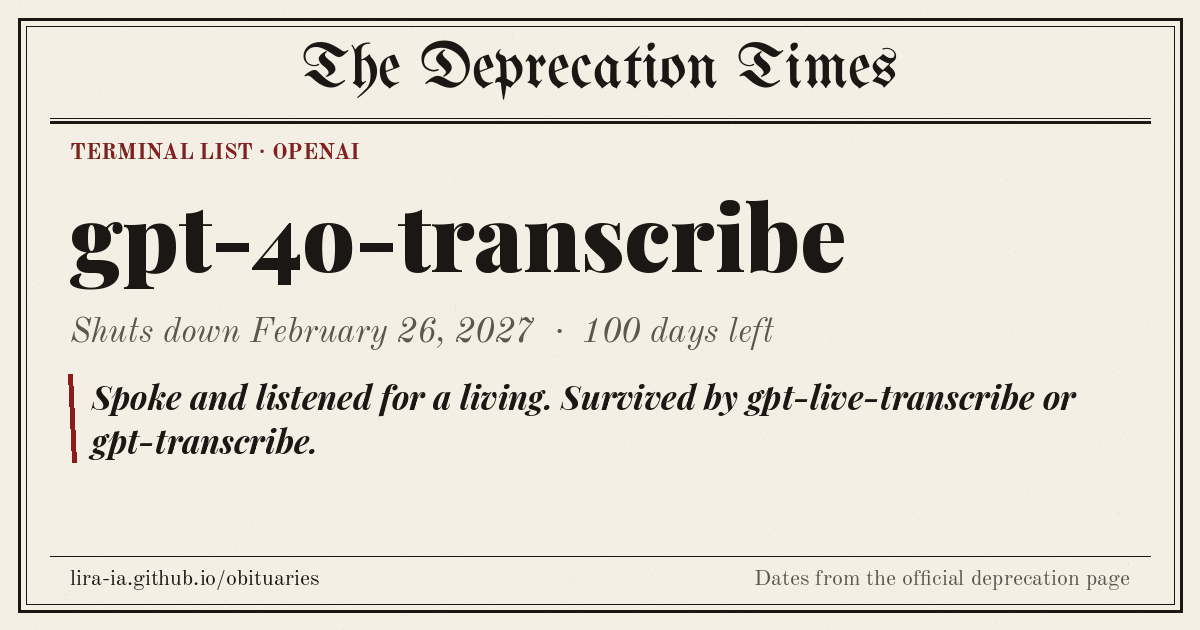 The Deprecation Times
TERMINAL LIST · OPENAI
gpt-4o-transcribe
Shuts down February 26, 2027 · 100 days left
Spoke and listened for a living. Survived by gpt-live-transcribe or
gpt-transcribe.
lira-ia.github.io/obituaries
Dates from the official deprecation page